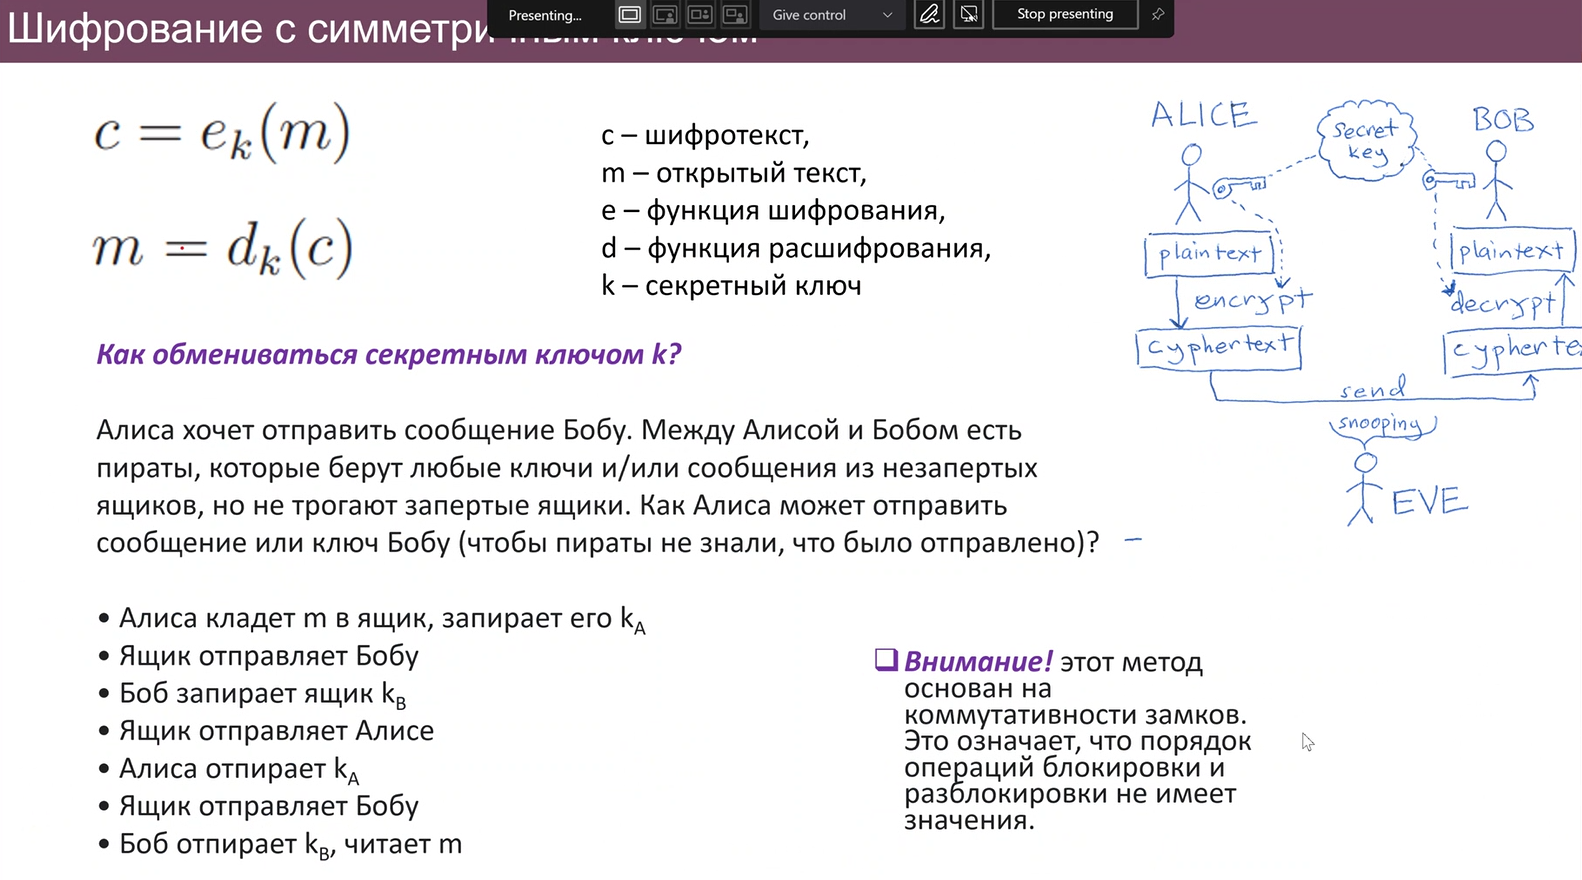 Presenting...
Give control
Stop presenting
Шифрование с симметричным ключом
c = e_k(m)
m = d_k(c)
c – шифротекст,
m – открытый текст,
e – функция шифрования,
d – функция расшифрования,
k – секретный ключ
Как обмениваться секретным ключом k?
Алиса хочет отправить сообщение Бобу. Между Алисой и Бобом есть
пираты, которые берут любые ключи и/или сообщения из незапертых
ящиков, но не трогают запертые ящики. Как Алиса может отправить
сообщение или ключ Бобу (чтобы пираты не знали, что было отправлено)?
• Алиса кладет m в ящик, запирает его k_A
• Ящик отправляет Бобу
• Боб запирает ящик k_B
• Ящик отправляет Алисе
• Алиса отпирает k_A
• Ящик отправляет Бобу
• Боб отпирает k_B, читает m
❑ Внимание! этот метод
основан на
коммутативности замков.
Это означает, что порядок
операций блокировки и
разблокировки не имеет
значения.
ALICE
secret
key
BOB
plaintext
plaintext
encrypt
decrypt
cyphertext
cypherte
send
snooping
EVE